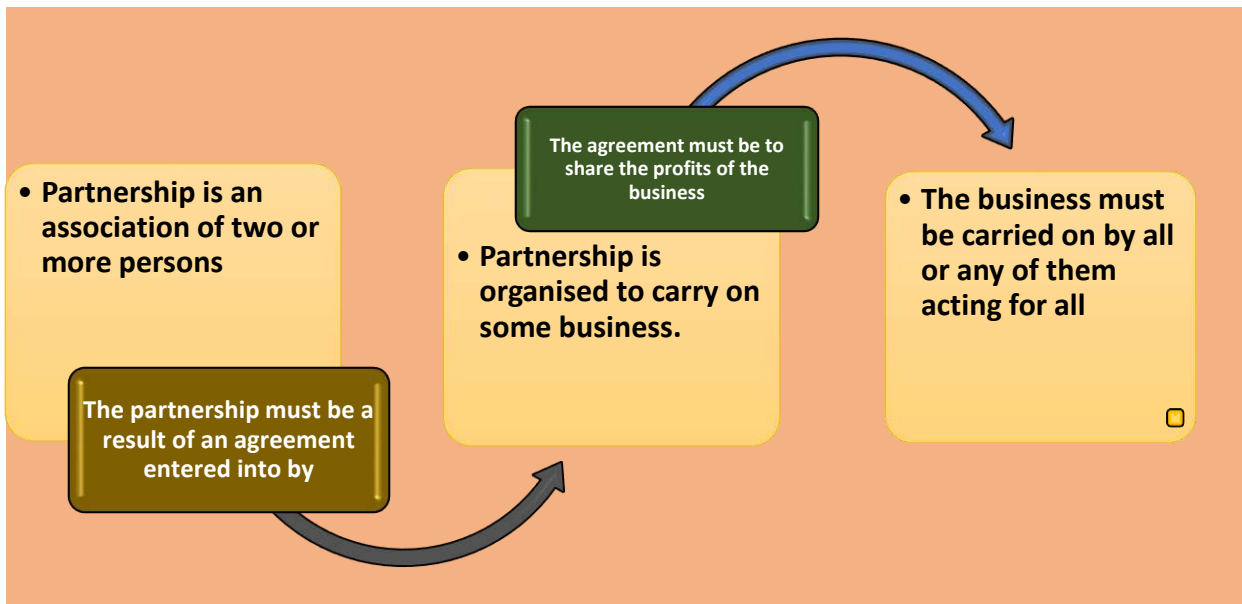 • Partnership is an
association of two or
more persons
The partnership must be a
result of an agreement
entered into by
• Partnership is
organised to carry on
some business.
The agreement must be to
share the profits of the
business
• The business must
be carried on by all
or any of them
acting for all